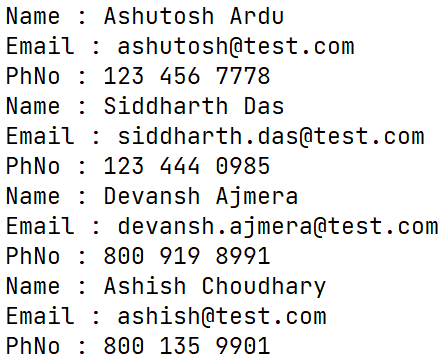 Name : Ashutosh Ardu
Email : ashutosh@test.com
PhNo : 123 456 7778
Name : Siddharth Das
Email : siddharth.das@test.com
PhNo : 123 444 0985
Name : Devansh Ajmera
Email : devansh.ajmera@test.com
PhNo : 800 919 8991
Name : Ashish Choudhary
Email : ashish@test.com
PhNo : 800 135 9901